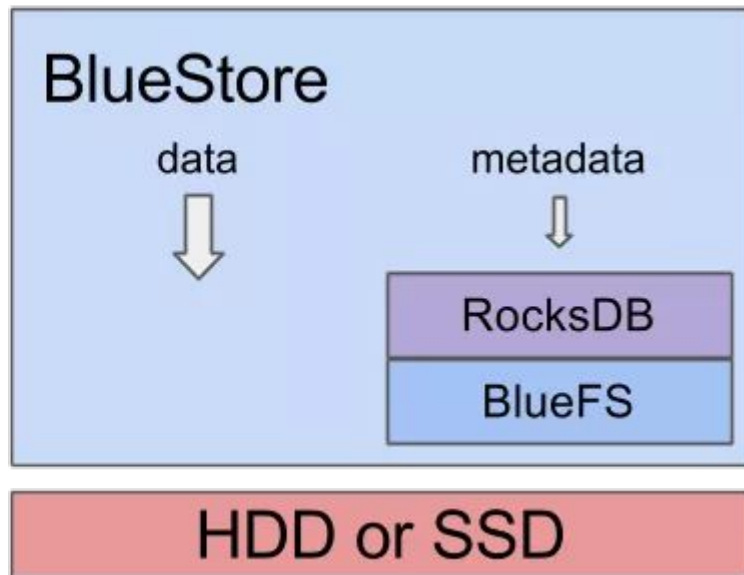 BlueStore
data metadata
RocksDB
BlueFS
HDD or SSD